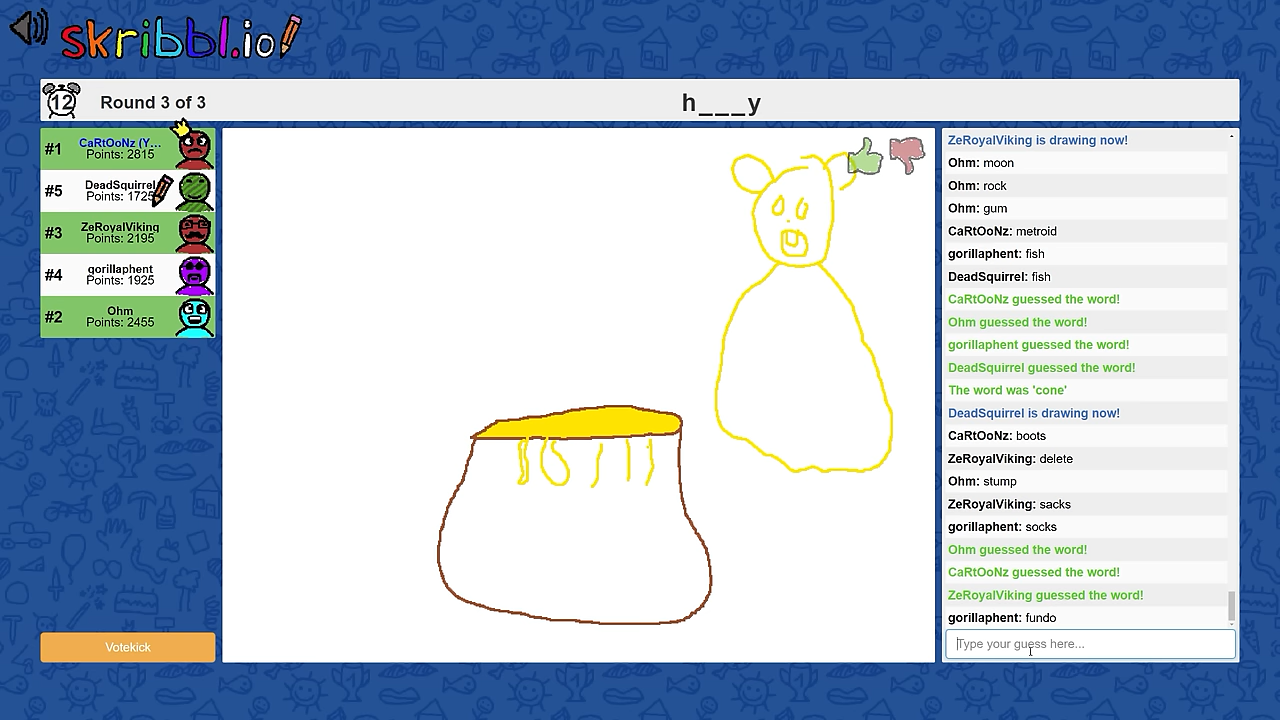 skribbl.io!
12
Round 3 of 3
h___y
#1
CaRtOoNz (Y...
Points: 2815
#5
DeadSquirrel
Points: 1725
#3
ZeRoyalViking
Points: 2195
#4
gorillaphent
Points: 1925
#2
Ohm
Points: 2455
Votekick
ZeRoyalViking is drawing now!
Ohm: moon
Ohm: rock
Ohm: gum
CaRtOoNz: metroid
gorillaphent: fish
DeadSquirrel: fish
CaRtOoNz guessed the word!
Ohm guessed the word!
gorillaphent guessed the word!
DeadSquirrel guessed the word!
The word was 'cone'
DeadSquirrel is drawing now!
CaRtOoNz: boots
ZeRoyalViking: delete
Ohm: stump
ZeRoyalViking: sacks
gorillaphent: socks
Ohm guessed the word!
CaRtOoNz guessed the word!
ZeRoyalViking guessed the word!
gorillaphent: fundo
Type your guess here...